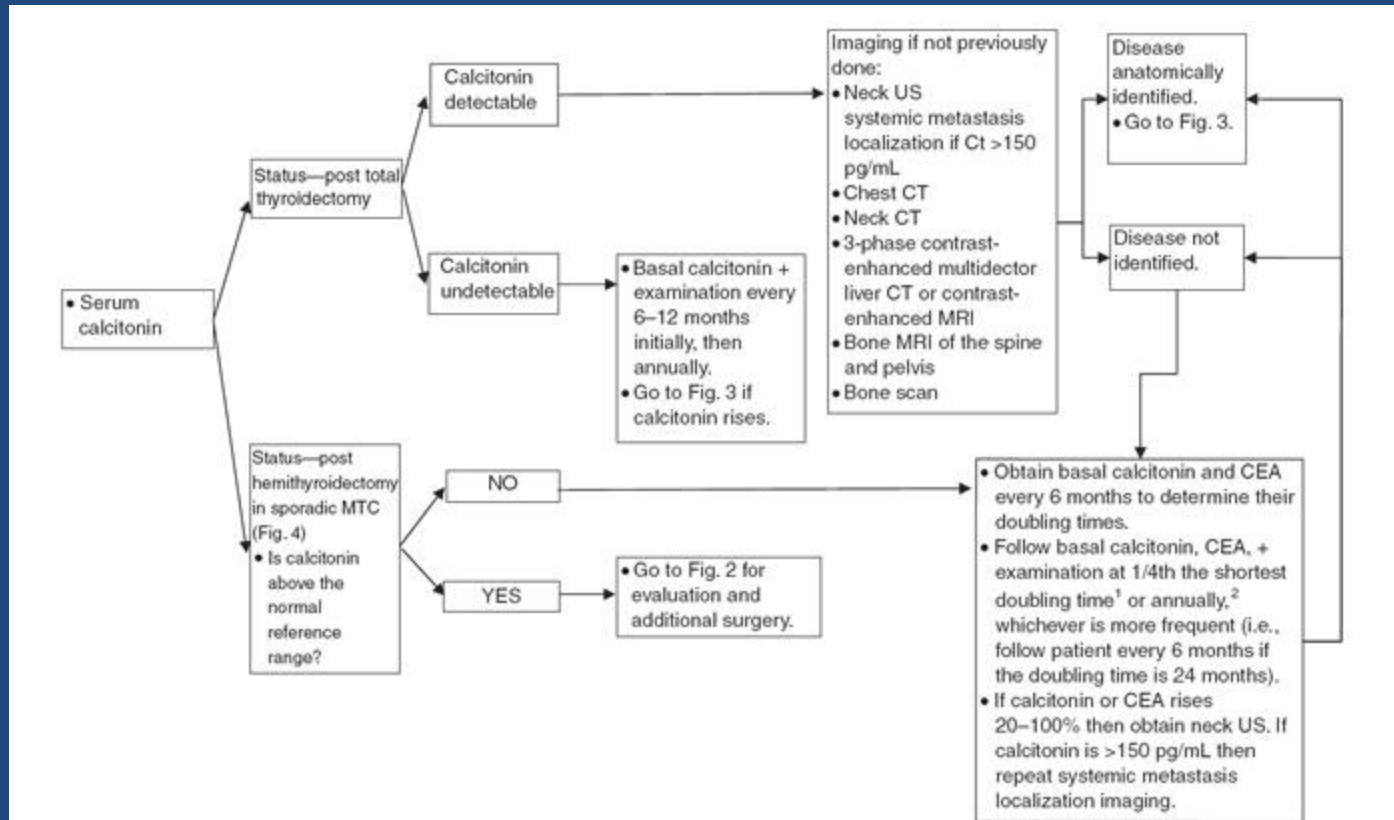 • Serum
calcitonin
Status—post total
thyroidectomy
Calcitonin
detectable
Calcitonin
undetectable
• Basal calcitonin +
examination every
6–12 months
initially, then
annually.
• Go to Fig. 3 if
calcitonin rises.
Imaging if not previously
done:
• Neck US
systemic metastasis
localization if Ct >150
pg/mL
• Chest CT
• Neck CT
• 3-phase contrast-
enhanced multidector
liver CT or contrast-
enhanced MRI
• Bone MRI of the spine
and pelvis
• Bone scan
Disease
anatomically
identified.
• Go to Fig. 3.
Disease not
identified.
Status—post
hemithyroidectomy
in sporadic MTC
(Fig. 4)
• Is calcitonin
above the
normal
reference
range?
NO
YES
• Go to Fig. 2 for
evaluation and
additional surgery.
• Obtain basal calcitonin and CEA
every 6 months to determine their
doubling times.
• Follow basal calcitonin, CEA, +
examination at 1/4th the shortest
doubling time¹ or annually,²
whichever is more frequent (i.e.,
follow patient every 6 months if
the doubling time is 24 months).
• If calcitonin or CEA rises
20–100% then obtain neck US. If
calcitonin is >150 pg/mL then
repeat systemic metastasis
localization imaging.